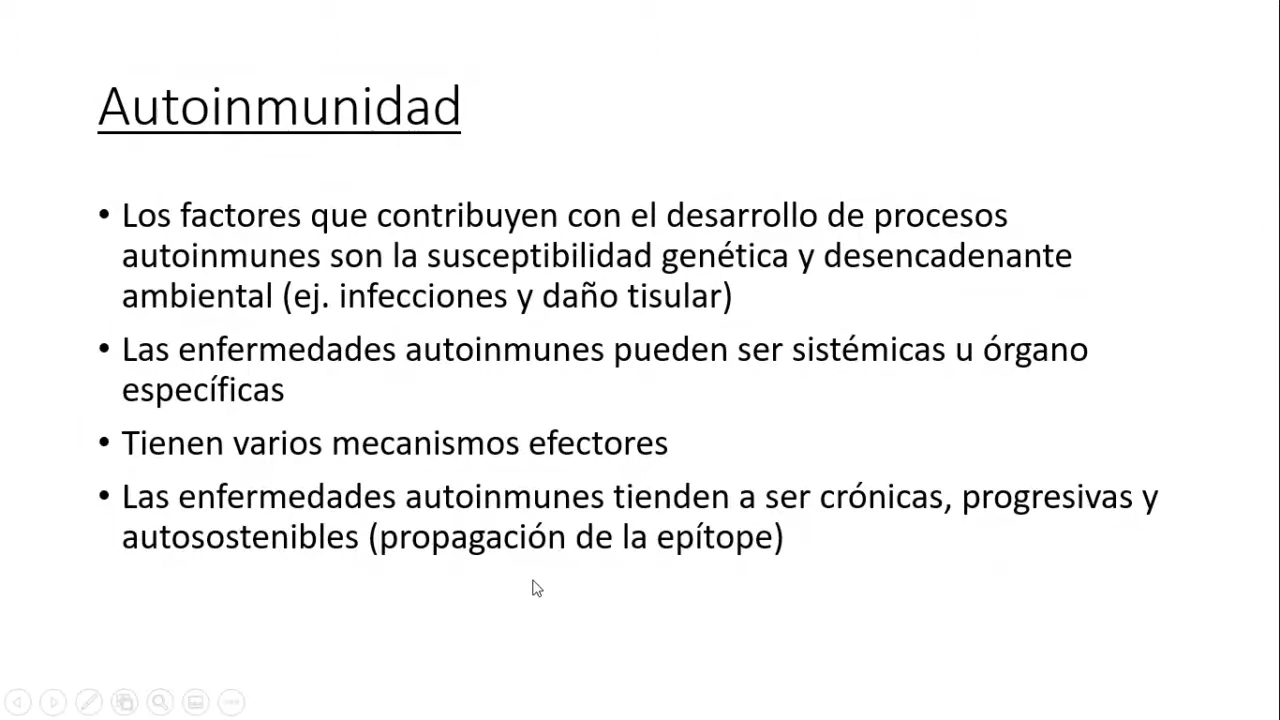 Autoinmunidad
• Los factores que contribuyen con el desarrollo de procesos
autoinmunes son la susceptibilidad genética y desencadenante
ambiental (ej. infecciones y daño tisular)
• Las enfermedades autoinmunes pueden ser sistémicas u órgano
específicas
• Tienen varios mecanismos efectores
• Las enfermedades autoinmunes tienden a ser crónicas, progresivas y
autosostenibles (propagación de la epítope)